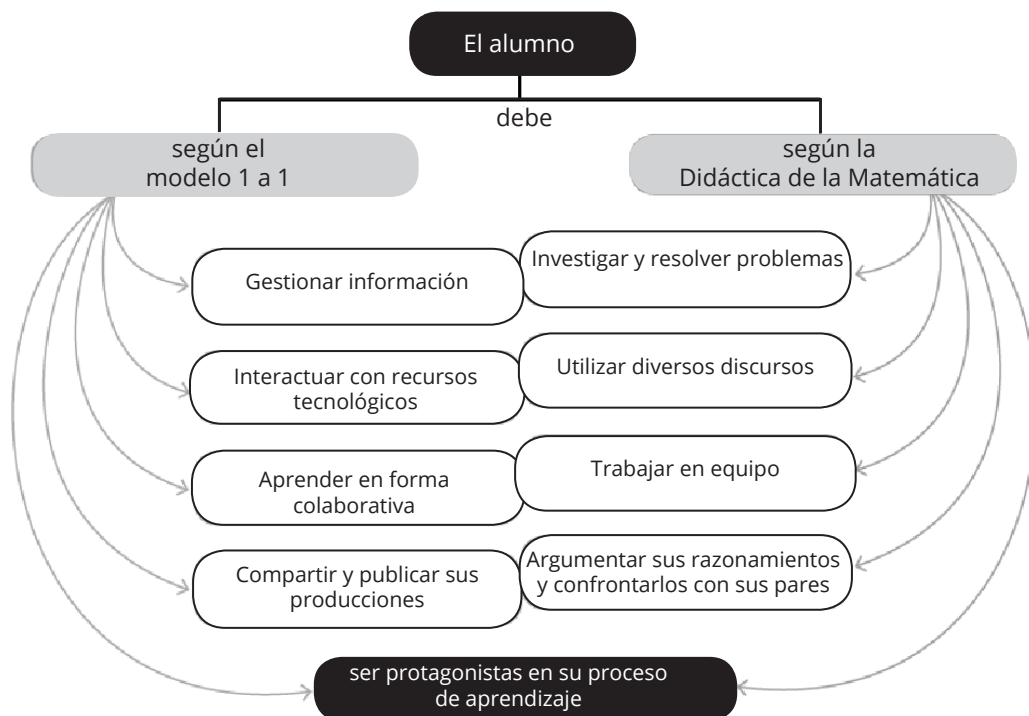 El alumno
debe
según el
modelo 1 a 1
según la
Didáctica de la Matemática
Gestionar información
Investigar y resolver problemas
Interactuar con recursos
tecnológicos
Utilizar diversos discursos
Aprender en forma
colaborativa
Trabajar en equipo
Compartir y publicar sus
producciones
Argumentar sus razonamientos
y confrontarlos con sus pares
ser protagonistas en su proceso
de aprendizaje